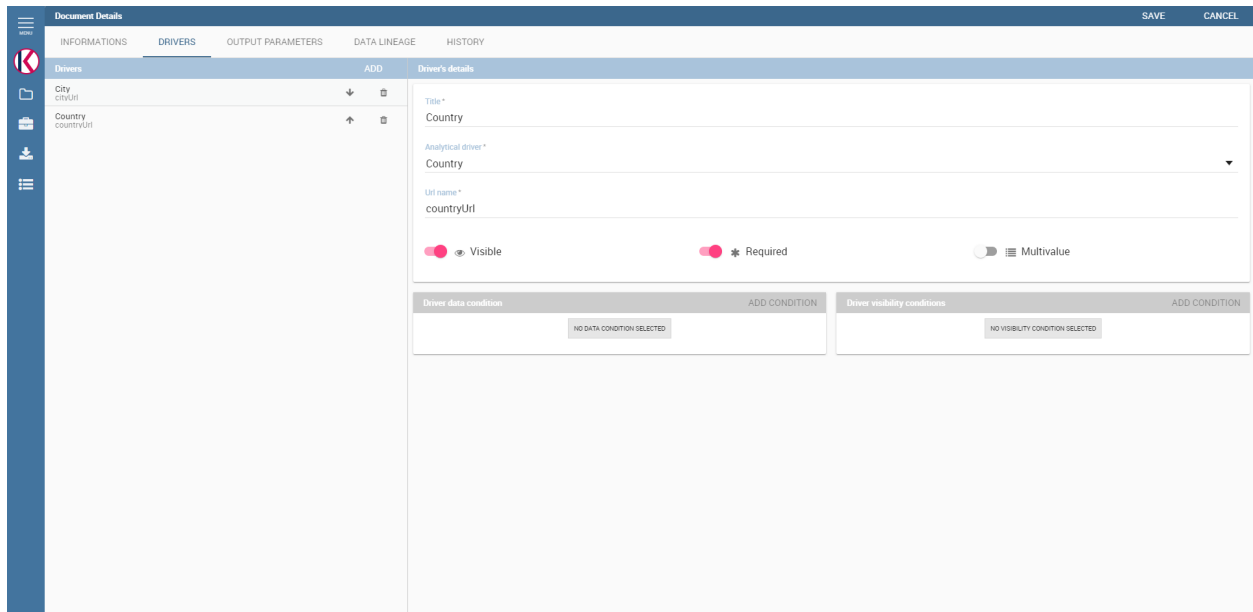 MENU
Document Details
SAVE CANCEL
INFORMATIONS DRIVERS OUTPUT PARAMETERS DATA LINEAGE HISTORY
Drivers ADD
Driver's details
City
cityUrl
Country
countryUrl
Title *
Country
Analytical driver *
Country
Url name *
countryUrl
Visible
Required
Multivalue
Driver data condition ADD CONDITION
NO DATA CONDITION SELECTED
Driver visibility conditions ADD CONDITION
NO VISIBILITY CONDITION SELECTED